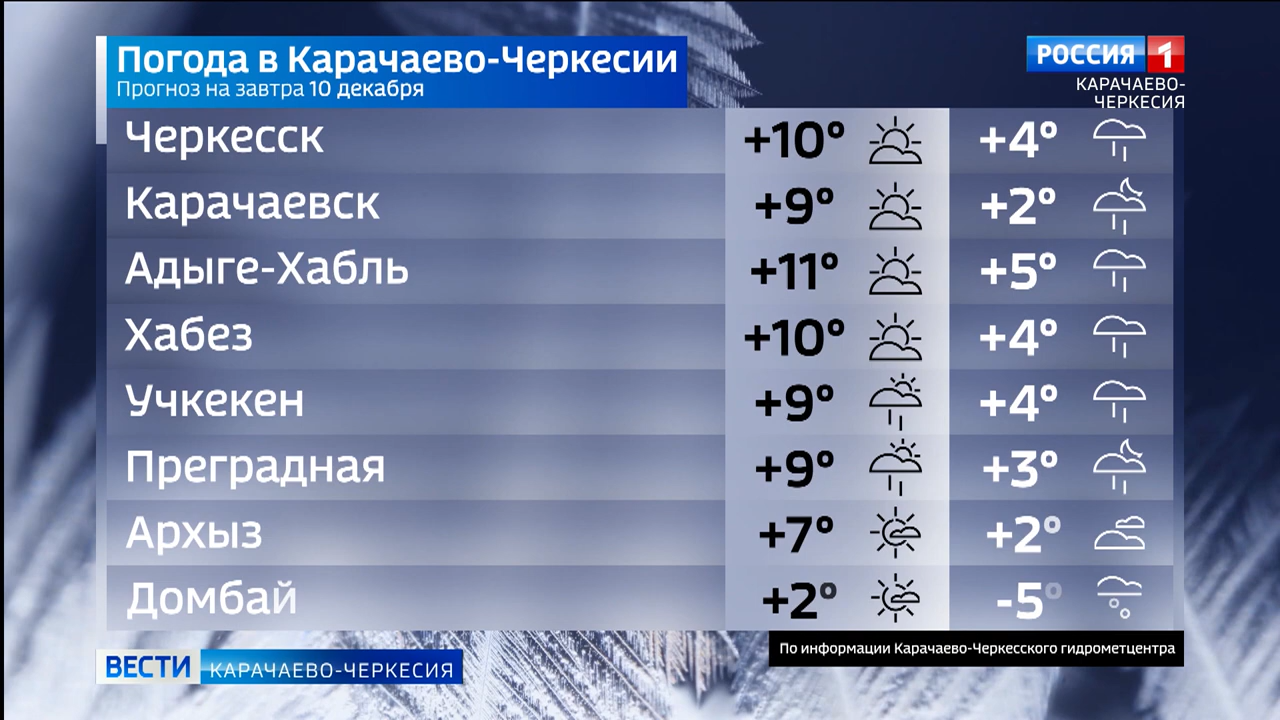 Погода в Карачаево-Черкесии
Прогноз на завтра 10 декабря
РОССИЯ 1
КАРАЧАЕВО-
ЧЕРКЕСИЯ
Черкесск +10° +4°
Карачаевск +9° +2°
Адыге-Хабль +11° +5°
Хабез +10° +4°
Учкекен +9° +4°
Преградная +9° +3°
Архыз +7° +2°
Домбай +2° -5°
По информации Карачаево-Черкесского гидрометцентра
ВЕСТИ КАРАЧАЕВО-ЧЕРКЕСИЯ